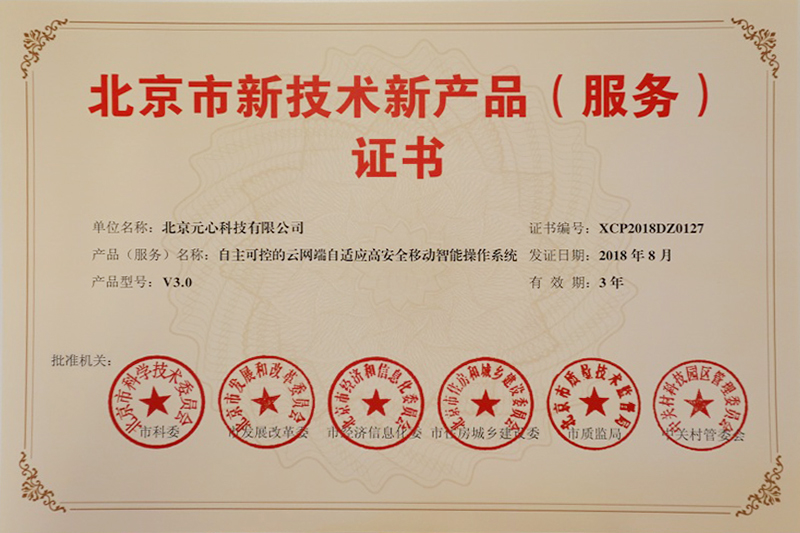 北京市新技术新产品（服务）
证书
单位名称：北京元心科技有限公司
证书编号：XCP2018DZ0127
产品（服务）名称：自主可控的云网端自适应高安全移动智能操作系统
发证日期：2018年8月
产品型号：V3.0
有效期：3年
批准机关：
北京市科学技术委员会
北京市发展和改革委员会
北京市经济和信息化委员会
北京市住房和城乡建设委员会
北京市质量技术监督局
中关村科技园区管理委员会
市科委
市发展改革委
市经济信息化委
市住房城乡建设委
市质监局
中关村管委会